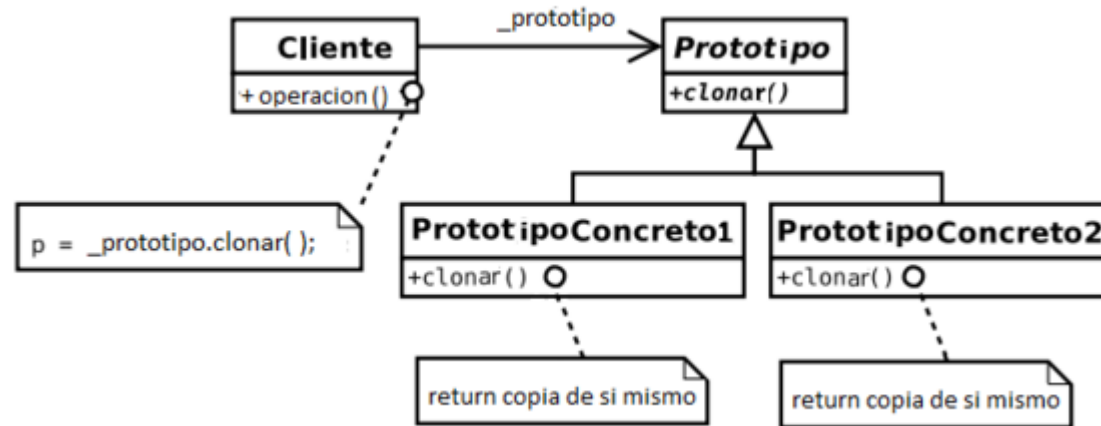 _prototipo
Cliente
+ operacion()
Prototipo
+clonar()
p = _prototipo.clonar( );
PrototipoConcreto1
+clonar()
PrototipoConcreto2
+clonar()
return copia de si mismo
return copia de si mismo